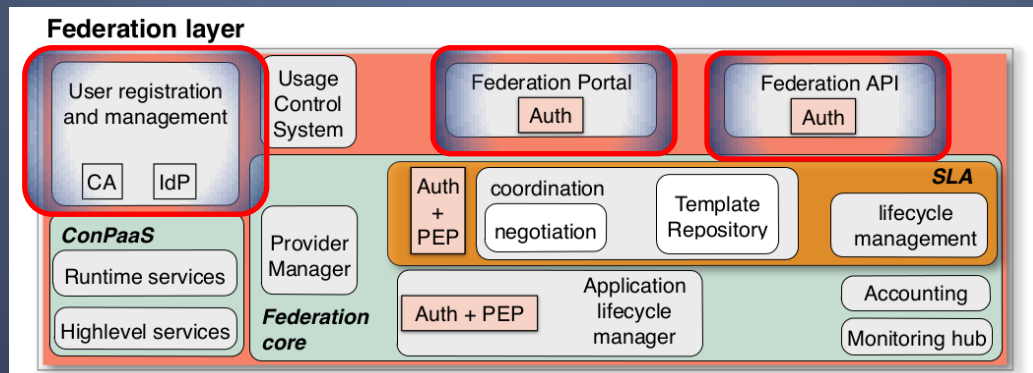 Federation layer
User registration
and management
CA
IdP
Usage
Control
System
Federation Portal
Auth
Federation API
Auth
ConPaaS
Runtime services
Highlevel services
Provider
Manager
Federation
core
Auth
+
PEP
coordination
negotiation
Template
Repository
SLA
lifecycle
management
Auth + PEP
Application
lifecycle
manager
Accounting
Monitoring hub